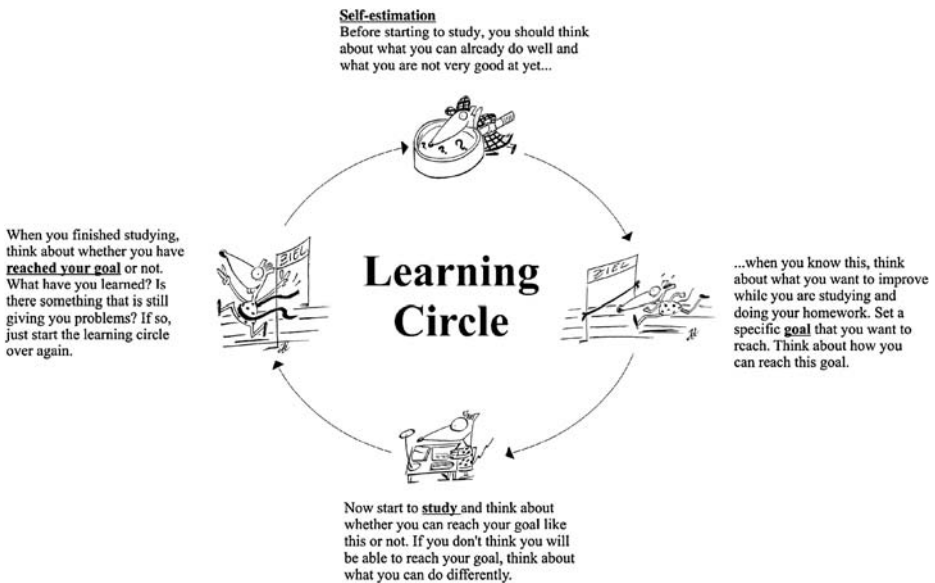 Self-estimation
Before starting to study, you should think
about what you can already do well and
what you are not very good at yet...
? ? ?
Learning
Circle
ZIEL
...when you know this, think
about what you want to improve
while you are studying and
doing your homework. Set a
specific goal that you want to
reach. Think about how you
can reach this goal.
Now start to study and think about
whether you can reach your goal like
this or not. If you don't think you will
be able to reach your goal, think about
what you can do differently.
When you finished studying,
think about whether you have
reached your goal or not.
What have you learned? Is
there something that is still
giving you problems? If so,
just start the learning circle
over again.
ZIEL